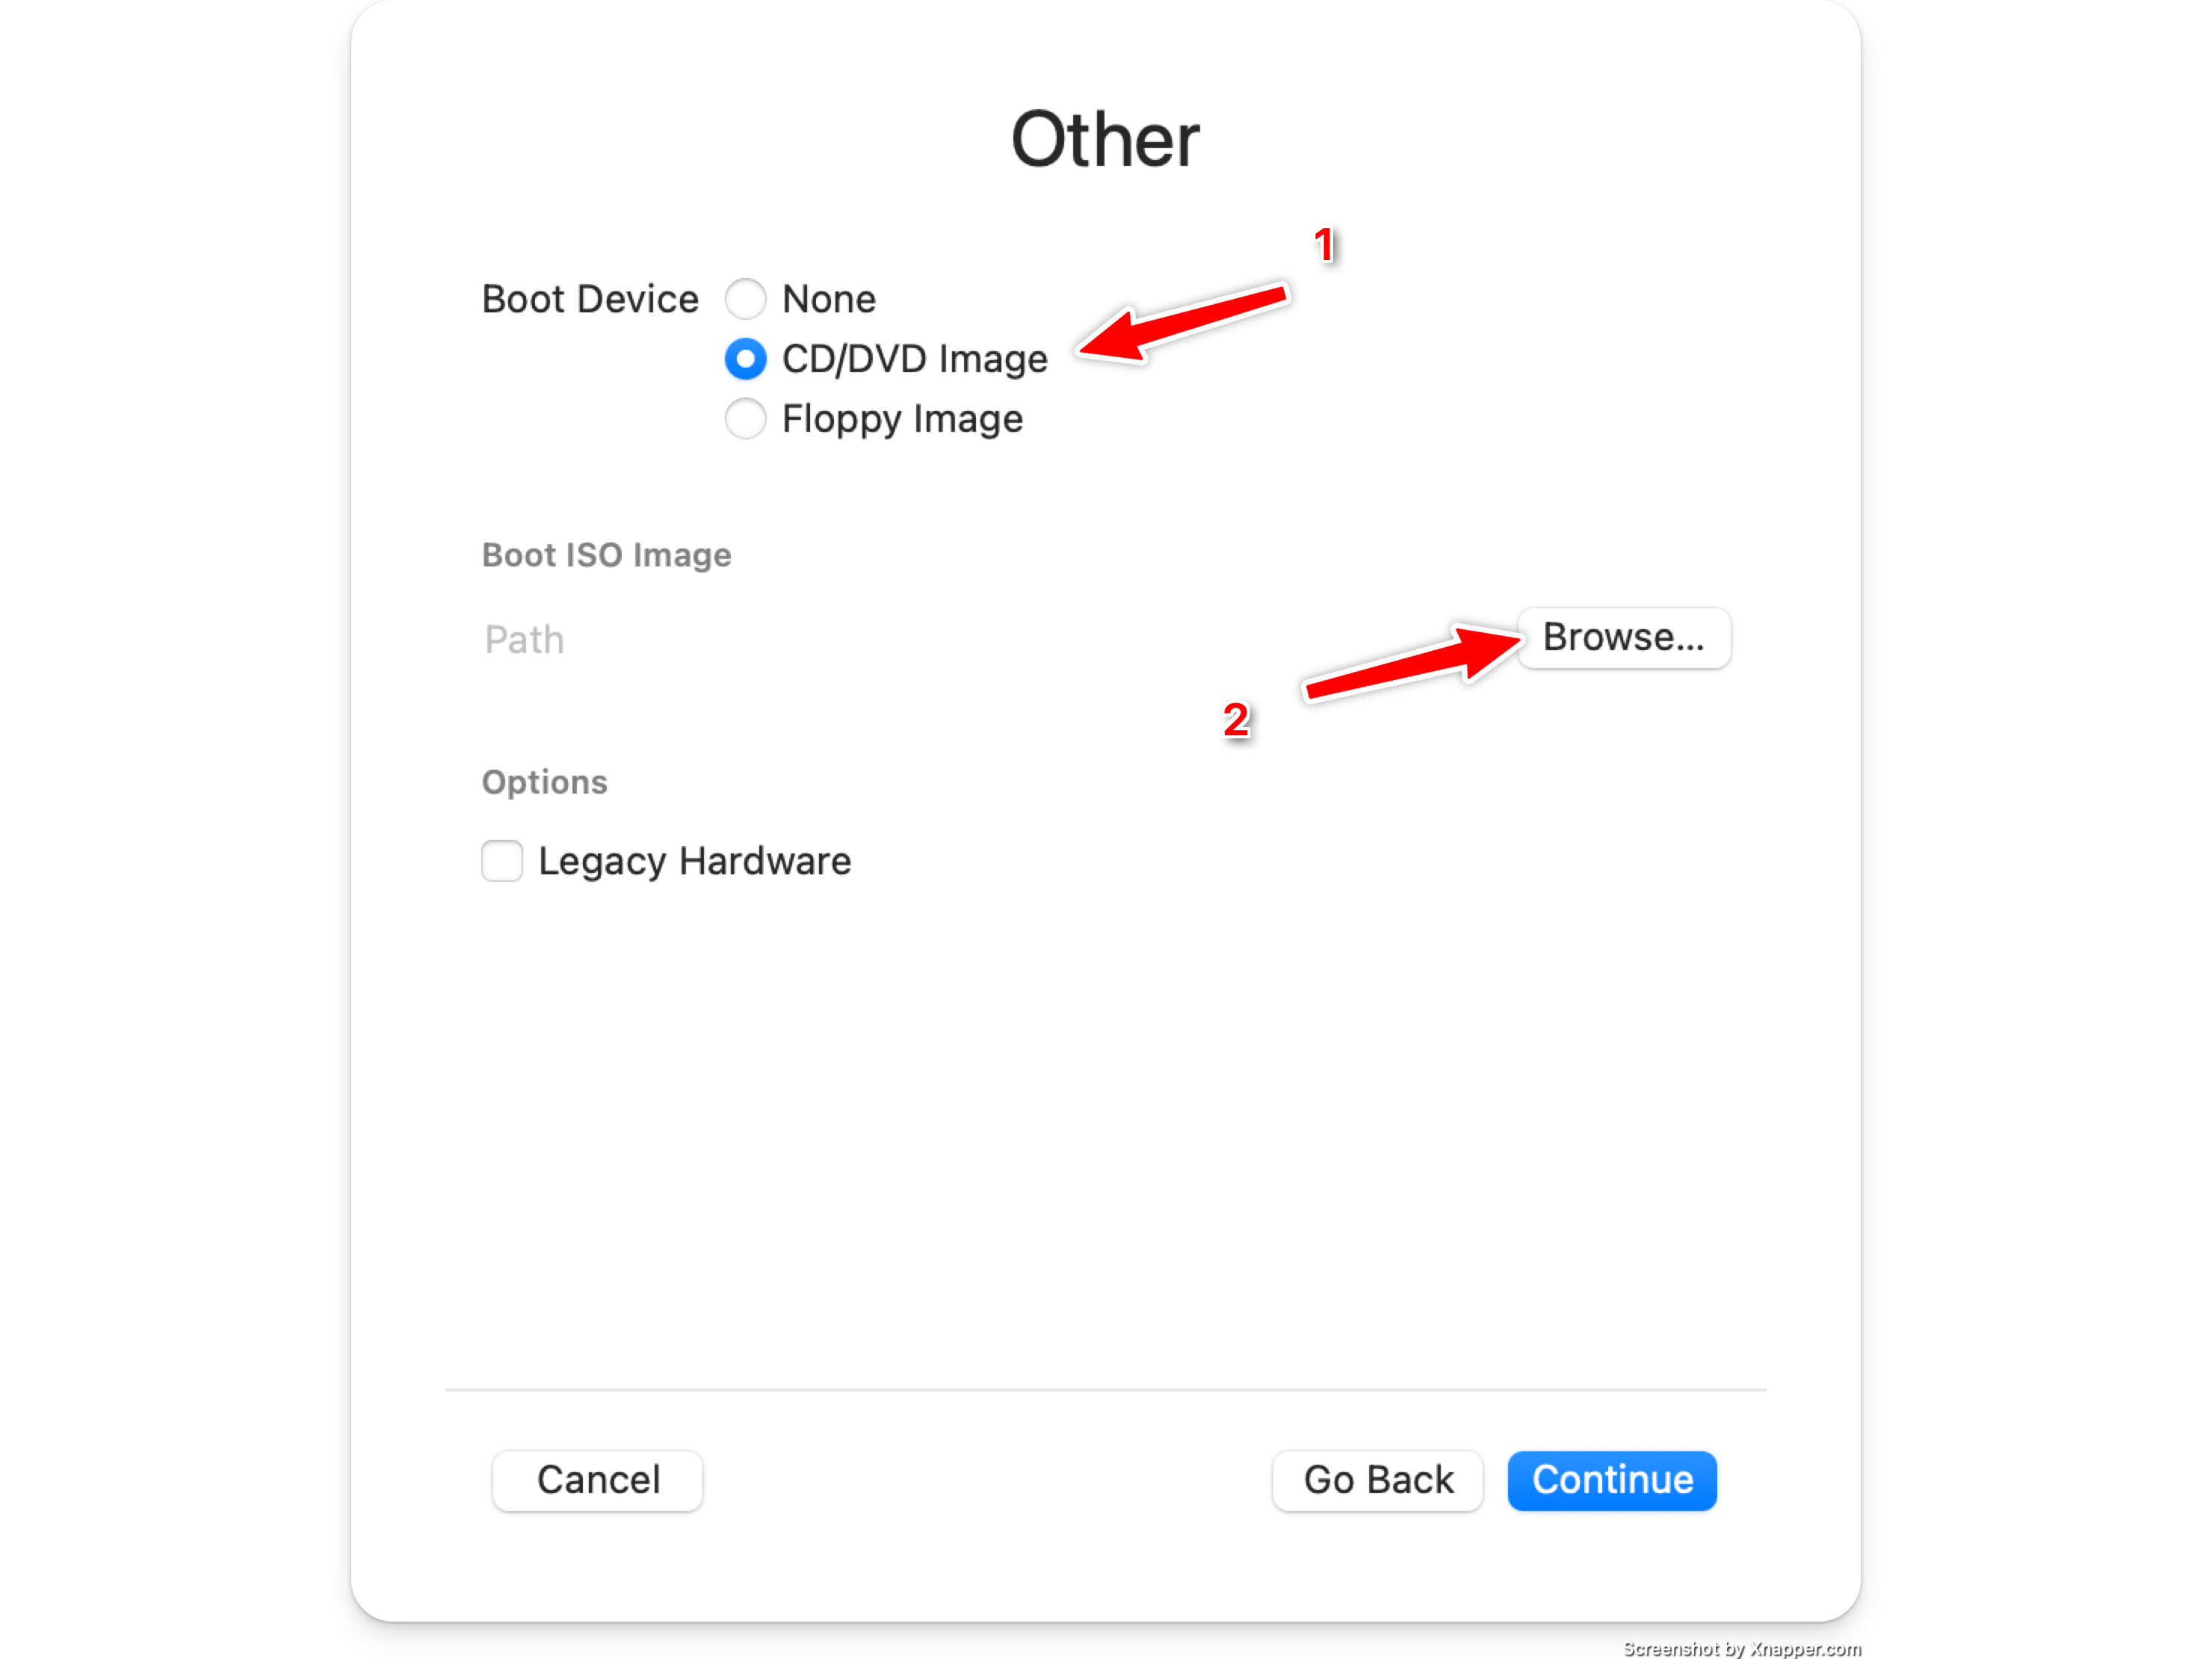 Other
1
Boot Device None
CD/DVD Image
Floppy Image
Boot ISO Image
Path
Browse...
2
Options
Legacy Hardware
Cancel
Go Back
Continue
Screenshot by Xnapper.com